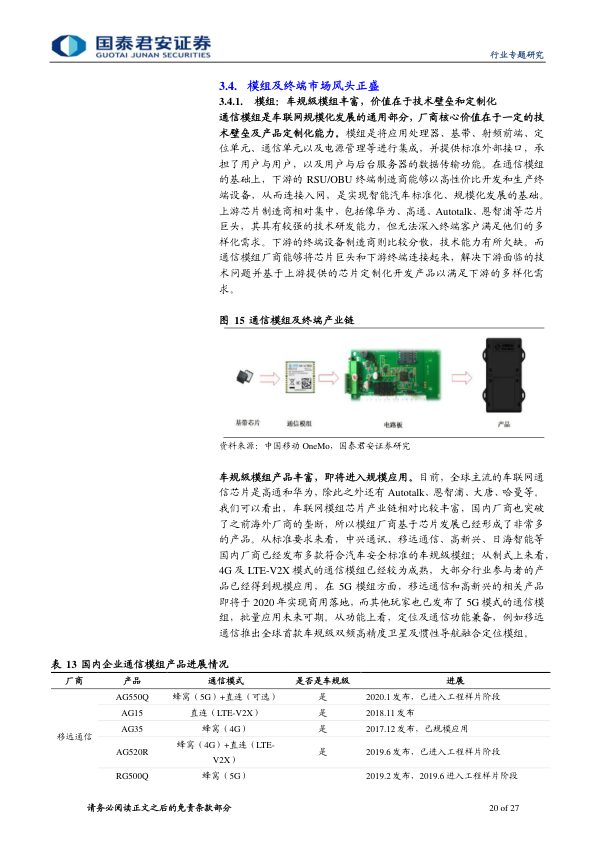 国泰君安证券
GUOTAI JUNAN SECURITIES
行业专题研究
3.4. 模组及终端市场风头正盛
3.4.1. 模组：车规级模组丰富，价值在于技术壁垒和定制化
通信模组是车联网规模化发展的通用部分，厂商核心价值在于一定的技
术壁垒及产品定制化能力。模组是将应用处理器、基带、射频前端、定
位单元、通信单元以及电源管理等进行集成，并提供标准外部接口，承
担了用户与用户，以及用户与后台服务器的数据传输功能。在通信模组
的基础上，下游的 RSU/OBU 终端制造商能够以高性价比开发和生产终
端设备，从而连接入网，是实现智能汽车标准化、规模化发展的基础。
上游芯片制造商相对集中，包括像华为、高通、Autotalk、恩智浦等芯片
巨头，其具有较强的技术研发能力，但无法深入终端客户满足他们的多
样化需求。下游的终端设备制造商则比较分散，技术能力有所欠缺。而
通信模组厂商能够将芯片巨头和下游终端连接起来，解决下游面临的技
术问题并基于上游提供的芯片定制化开发产品以满足下游的多样化需
求。
图 15 通信模组及终端产业链
基带芯片
通信模组
电路板
产品
资料来源：中国移动 OneMo，国泰君安证券研究
车规级模组产品丰富，即将进入规模应用。目前，全球主流的车联网通
信芯片是高通和华为，除此之外还有 Autotalk、恩智浦、大唐、哈曼等。
我们可以看出，车联网模组芯片产业链相对比较丰富，国内厂商也突破
了之前海外厂商的垄断，所以模组厂商基于芯片发展已经形成了非常多
的产品。从标准要求来看，中兴通讯、移远通信、高新兴、日海智能等
国内厂商已经发布多款符合汽车安全标准的车规级模组；从制式上来看，
4G 及 LTE-V2X 模式的通信模组已经较为成熟，大部分行业参与者的产
品已经得到规模应用，在 5G 模组方面，移远通信和高新兴的相关产品
即将于 2020 年实现商用落地，而其他玩家也已发布了 5G 模式的通信模
组，批量应用未来可期。从功能上看，定位及通信功能兼备，例如移远
通信推出全球首款车规级双频高精度卫星及惯性导航融合定位模组。
表 13 国内企业通信模组产品进展情况
厂商 产品 通信模式 是否是车规级 进展
AG550Q 蜂窝（5G）+直连（可选） 是 2020.1 发布，已进入工程样片阶段
AG15 直连（LTE-V2X） 是 2018.11 发布
移远通信 AG35 蜂窝（4G） 是 2017.12 发布，已规模应用
AG520R 蜂窝（4G）+直连（LTE-
V2X） 是 2019.6 发布，已进入工程样片阶段
RG500Q 蜂窝（5G） 2019.2 发布，2019.6 进入工程样片阶段
请务必阅读正文之后的免责条款部分
20 of 27